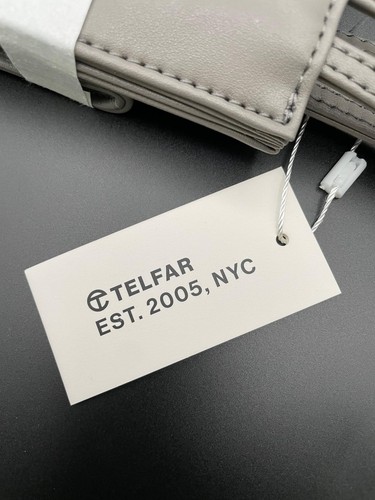 TELFAR
EST. 2005, NYC